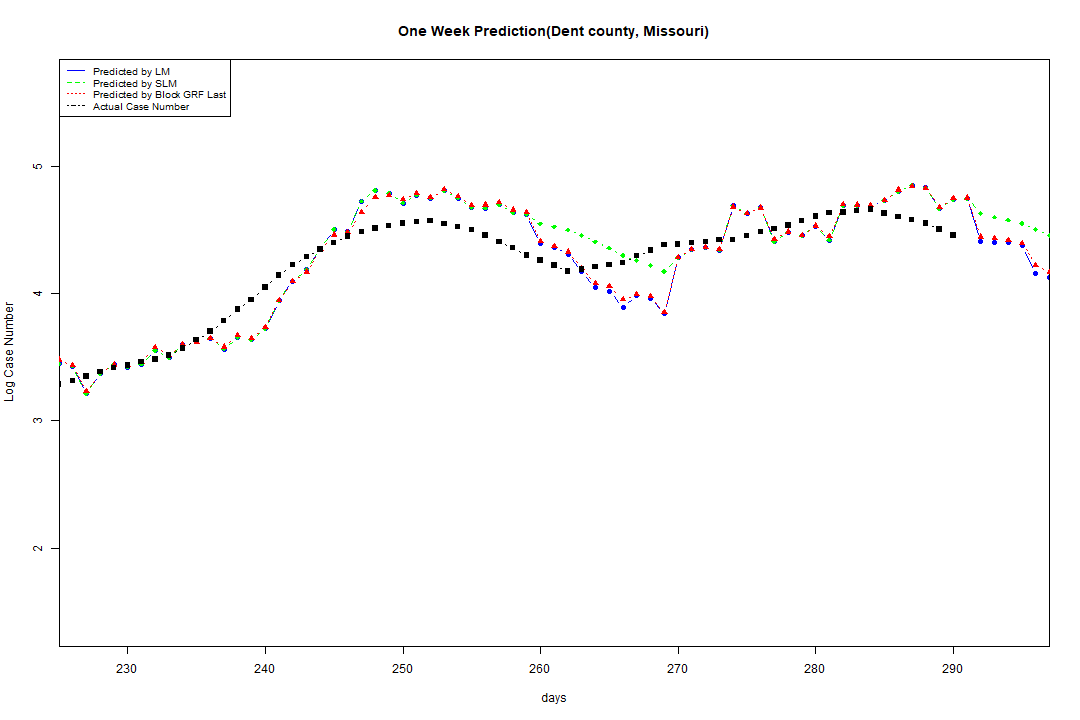 One Week Prediction(Dent county, Missouri)
Predicted by LM
Predicted by SLM
Predicted by Block GRF Last
Actual Case Number
5
4
3
2
Log Case Number
230 240 250 260 270 280 290
days